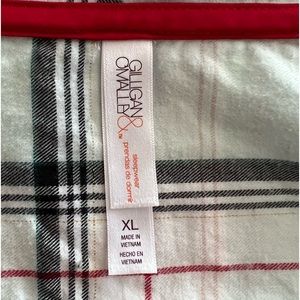 GILLIGAN &
O'MALLEY
sleepwear
prendas de dormir
XL
MADE IN
VIETNAM
HECHO EN
VIETNAM